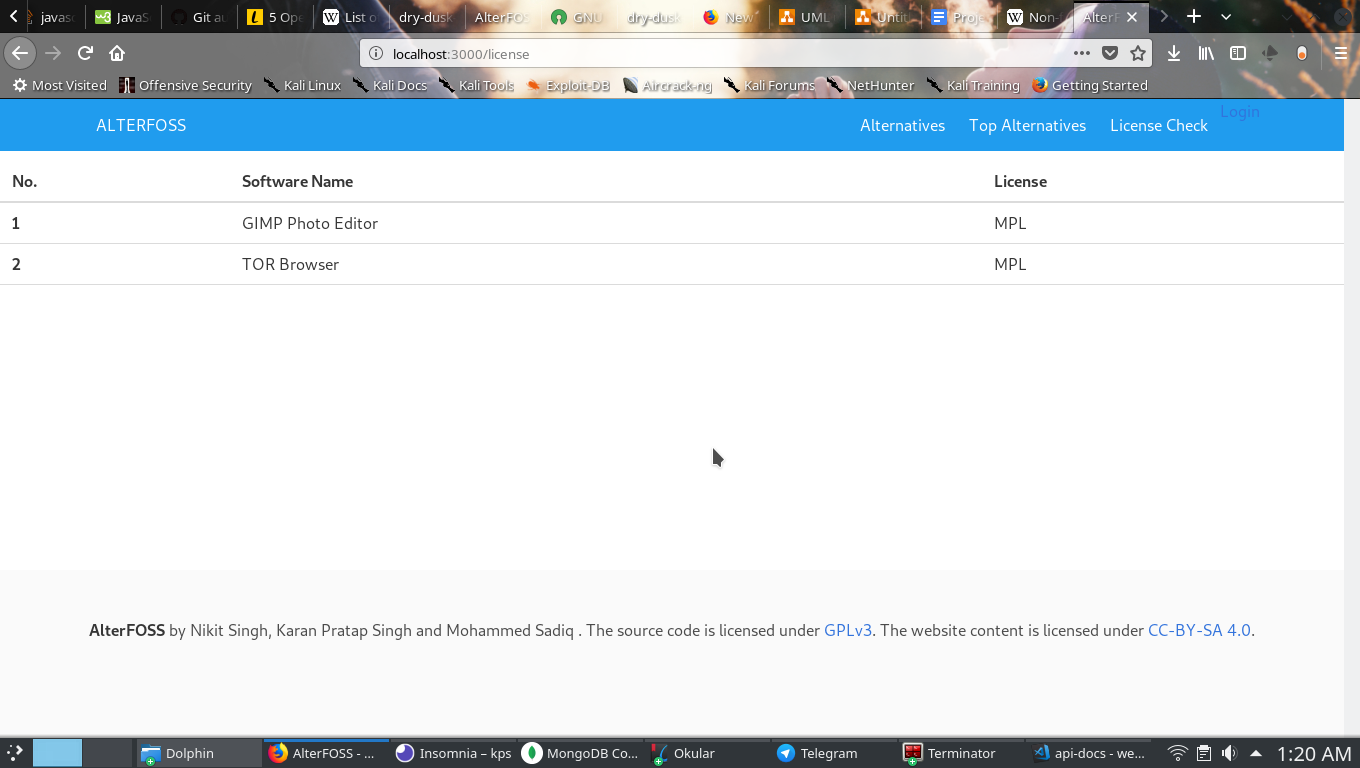 javasc JavaSc Git au 5 Ope List o dry-dusk AlterFOS GNU dry-dusk New UML Untit Proje Non- AlterF
localhost:3000/license
Most Visited Offensive Security Kali Linux Kali Docs Kali Tools Exploit-DB Aircrack-ng Kali Forums NetHunter Kali Training Getting Started
ALTERFOSS Alternatives Top Alternatives License Check Login
No. Software Name License
1 GIMP Photo Editor MPL
2 TOR Browser MPL
AlterFOSS by Nikit Singh, Karan Pratap Singh and Mohammed Sadiq . The source code is licensed under GPLv3. The website content is licensed under CC-BY-SA 4.0.
Dolphin AlterFOSS - ... Insomnia – kps MongoDB Co... Okular Telegram Terminator api-docs - we... 1:20 AM